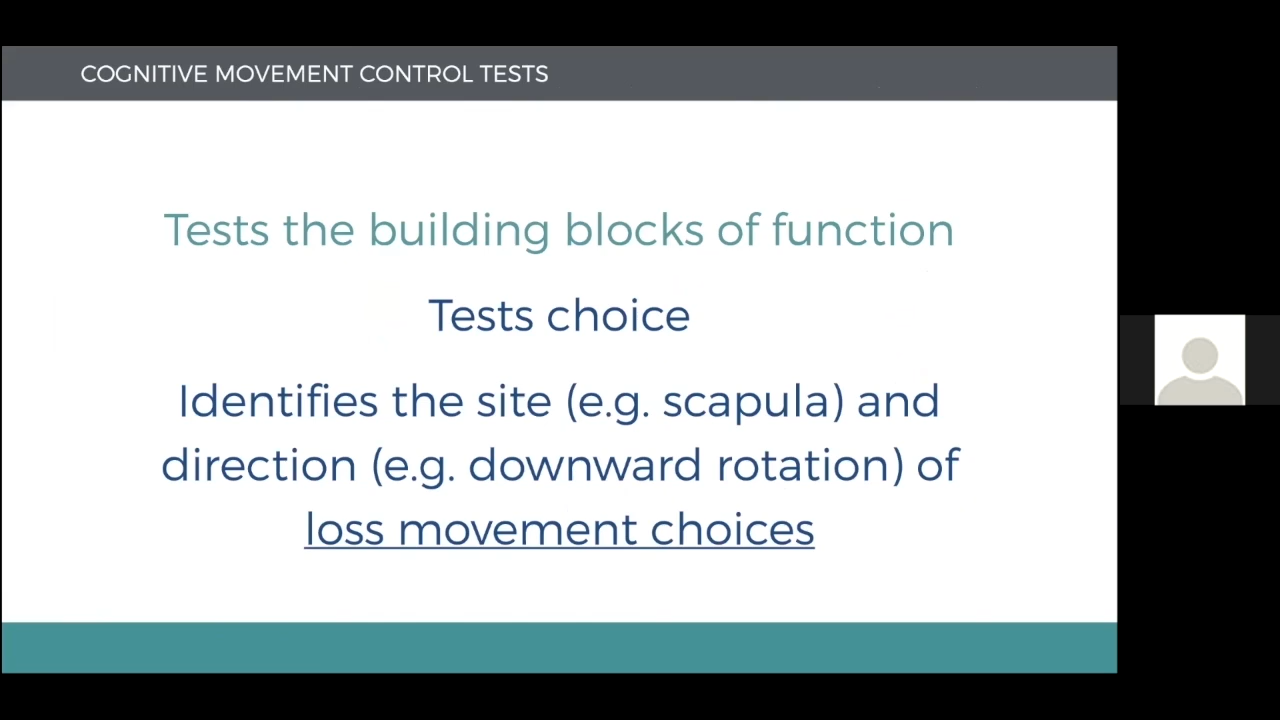 COGNITIVE MOVEMENT CONTROL TESTS
Tests the building blocks of function
Tests choice
Identifies the site (e.g. scapula) and
direction (e.g. downward rotation) of
loss movement choices